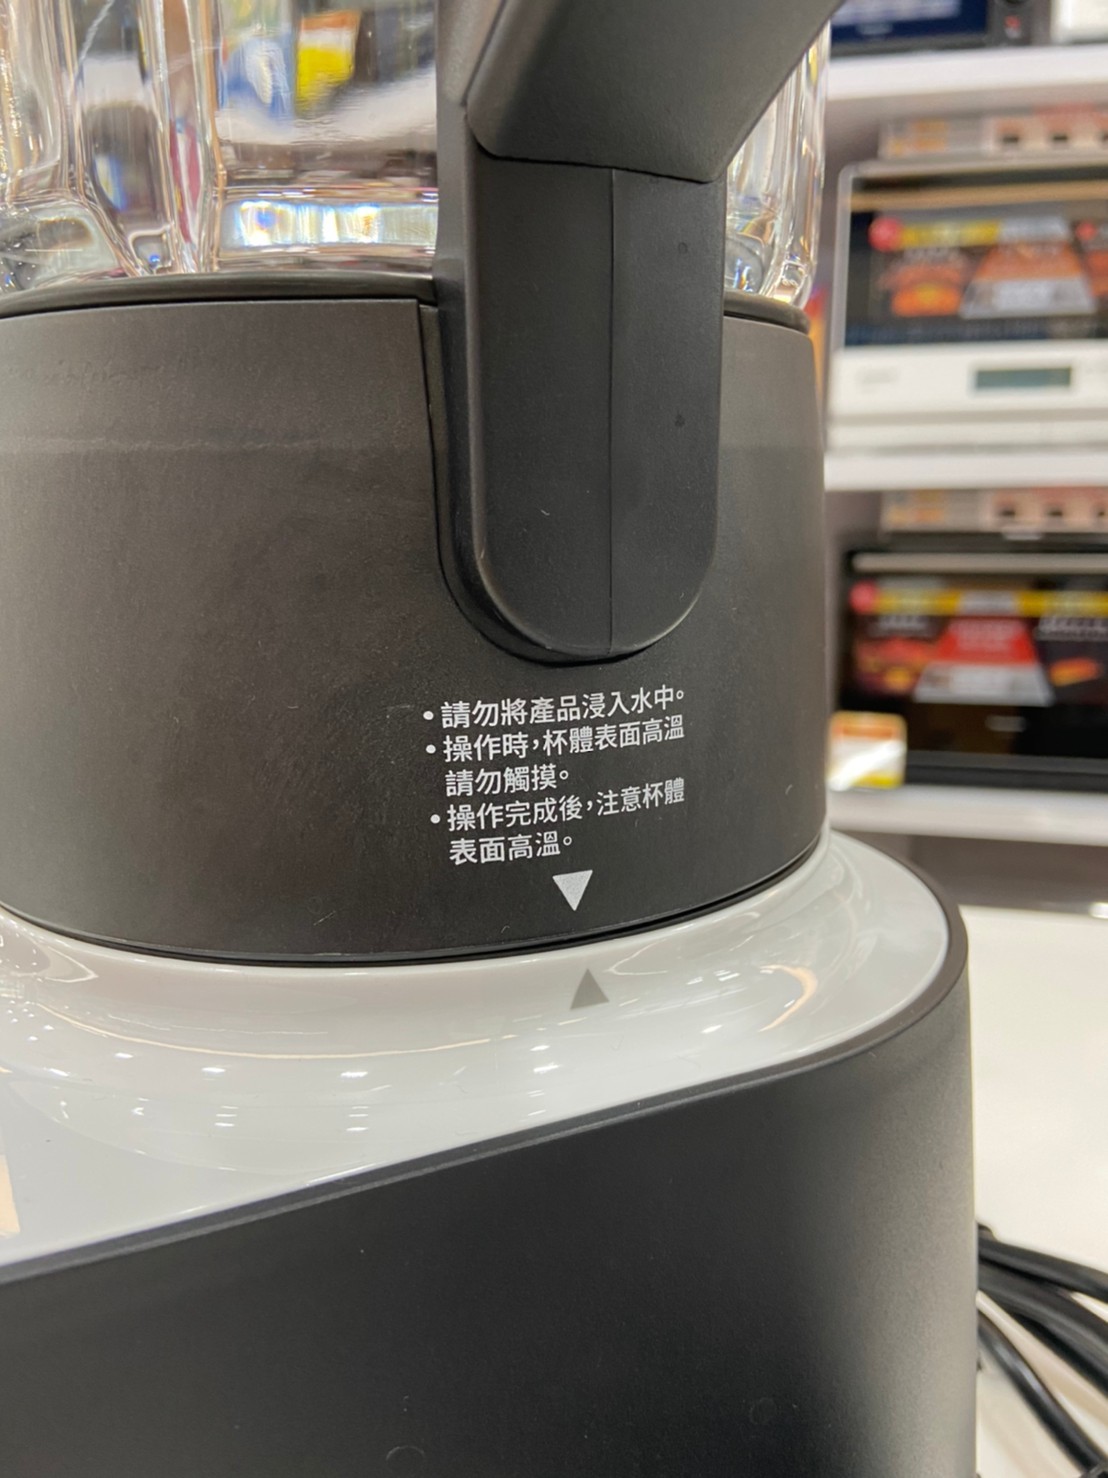 •請勿將產品浸入水中。
•操作時,杯體表面高溫
請勿觸摸。
•操作完成後,注意杯體
表面高溫。